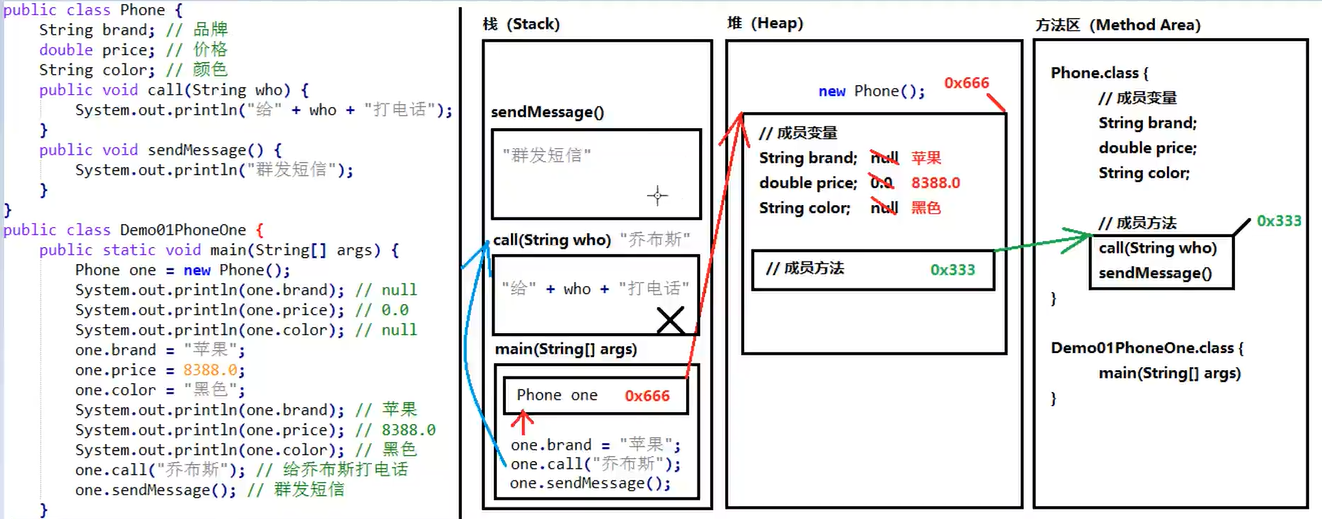 public class Phone {
String brand; // 品牌
double price; // 价格
String color; // 颜色
public void call(String who) {
System.out.println("给" + who + "打电话");
}
public void sendMessage() {
System.out.println("群发短信");
}
}
public class Demo01PhoneOne {
public static void main(String[] args) {
Phone one = new Phone();
System.out.println(one.brand); // null
System.out.println(one.price); // 0.0
System.out.println(one.color); // null
one.brand = "苹果";
one.price = 8388.0;
one.color = "黑色";
System.out.println(one.brand); // 苹果
System.out.println(one.price); // 8388.0
System.out.println(one.color); // 黑色
one.call("乔布斯"); // 给乔布斯打电话
one.sendMessage(); // 群发短信
}
栈（Stack）
sendMessage()
"群发短信"
call(String who) "乔布斯"
"给" + who + "打电话"
main(String[] args)
Phone one 0x666
one.brand = "苹果";
one.call("乔布斯");
one.sendMessage();
堆（Heap）
new Phone(); 0x666
// 成员变量
String brand; null 苹果
double price; 0.0 8388.0
String color; null 黑色
// 成员方法 0x333
方法区（Method Area）
Phone.class {
// 成员变量
String brand;
double price;
String color;
// 成员方法 0x333
call(String who)
sendMessage()
}
Demo01PhoneOne.class {
main(String[] args)
}